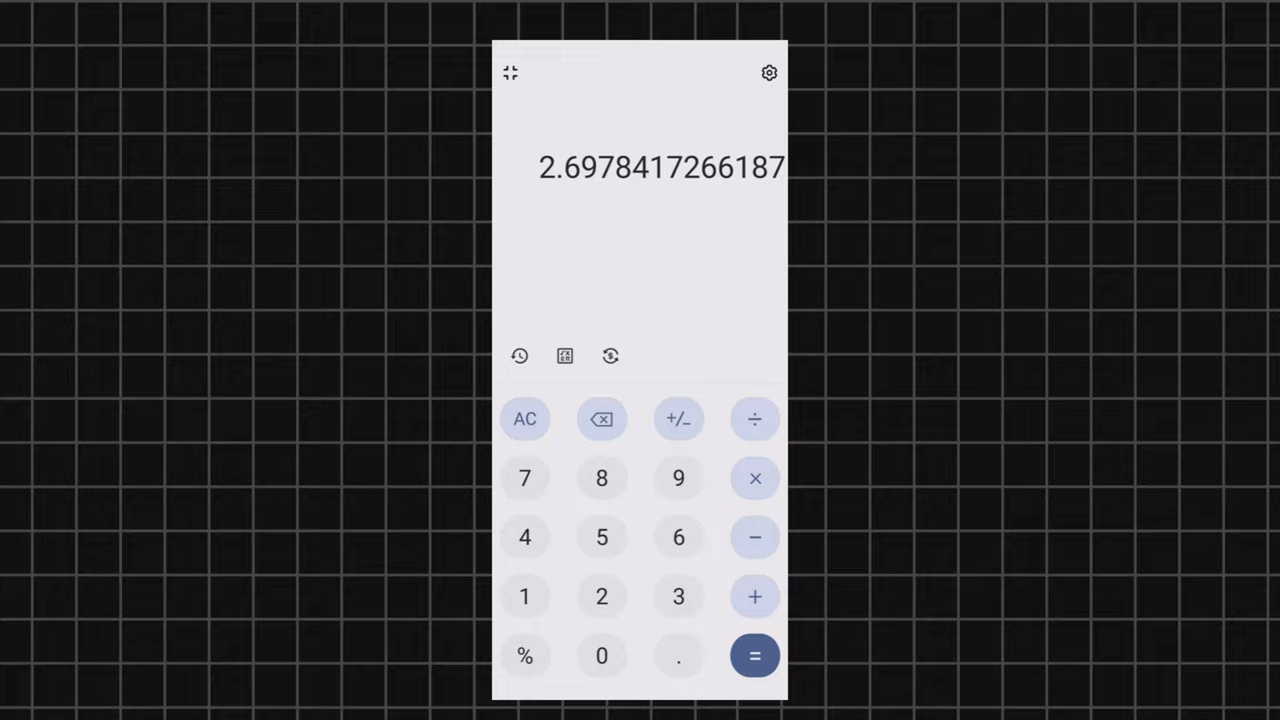 2.6978417266187
AC +/- ÷
7 8 9 ×
4 5 6 −
1 2 3 +
% 0 . =